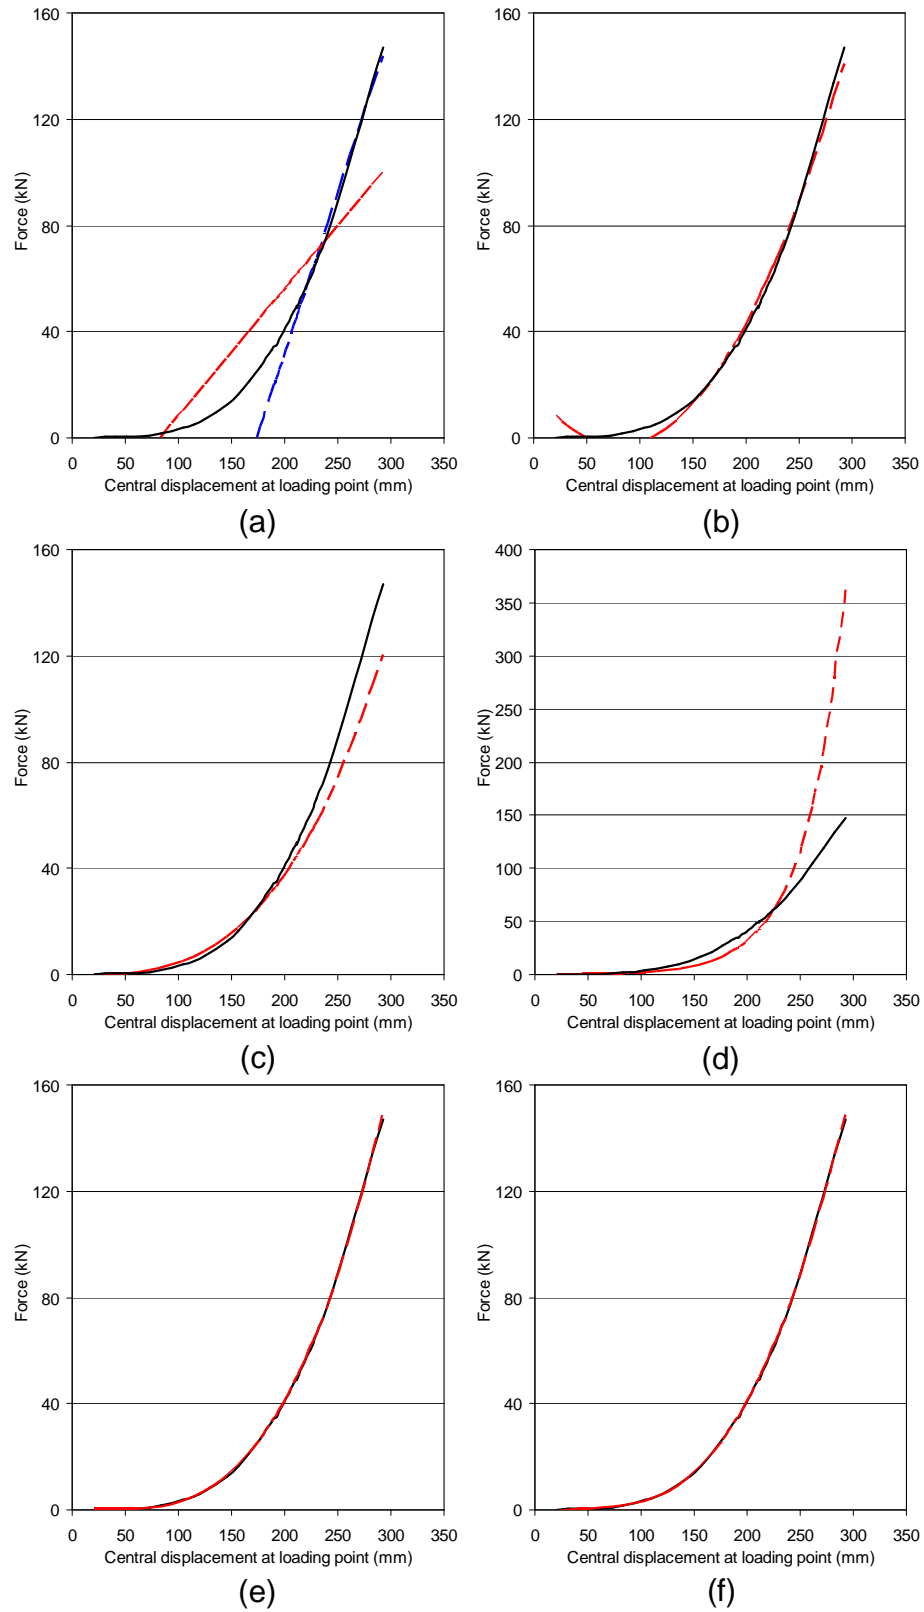 160
120
80
40
0
Force (kN)
0 50 100 150 200 250 300 350
Central displacement at loading point (mm)
(a)
160
120
80
40
0
Force (kN)
0 50 100 150 200 250 300 350
Central displacement at loading point (mm)
(b)
160
120
80
40
0
Force (kN)
0 50 100 150 200 250 300 350
Central displacement at loading point (mm)
(c)
400
350
300
250
200
150
100
50
0
Force (kN)
0 50 100 150 200 250 300 350
Central displacement at loading point (mm)
(d)
160
120
80
40
0
Force (kN)
0 50 100 150 200 250 300 350
Central displacement at loading point (mm)
(e)
160
120
80
40
0
Force (kN)
0 50 100 150 200 250 300 350
Central displacement at loading point (mm)
(f)